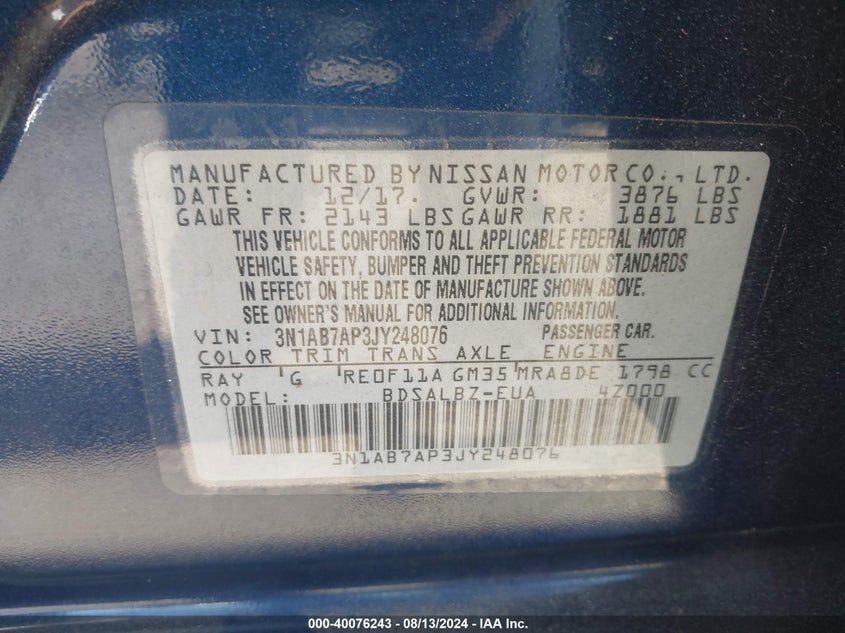 MANUFACTURED BY NISSAN MOTOR CO., LTD.
DATE: 12/17. GVWR: 3876 LBS
GAWR FR: 2143 LBS GAWR RR: 1881 LBS
THIS VEHICLE CONFORMS TO ALL APPLICABLE FEDERAL MOTOR
VEHICLE SAFETY, BUMPER AND THEFT PREVENTION STANDARDS
IN EFFECT ON THE DATE OF MANUFACTURE SHOWN ABOVE.
SEE OWNER'S MANUAL FOR ADDITIONAL INFORMATION.
VIN: 3N1AB7AP3JY248076 PASSENGER CAR.
COLOR TRIM TRANS AXLE ENGINE
RAY G RE0F11A GM35 MRA8DE 1798 CC
MODEL: BDSALBZ-EUA 4Z000
3N1AB7AP3JY248076
000-40076243 - 08/13/2024 - IAA Inc.